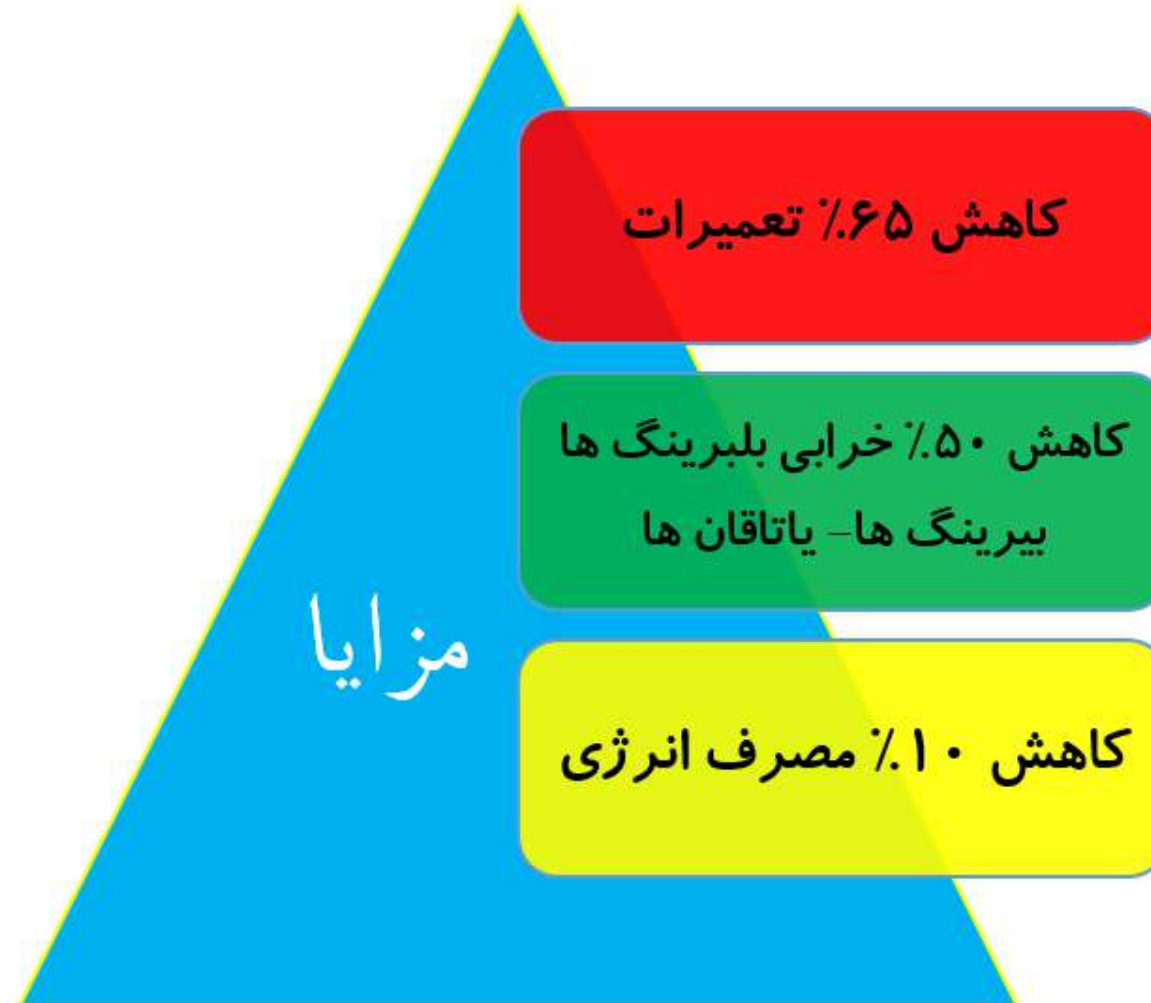 کاهش ۶۵٪ تعمیرات
کاهش ۵۰٪ خرابی بلبرینگ ها
بیرینگ ها– یاتاقان ها
مزایا
کاهش ۱۰٪ مصرف انرژی